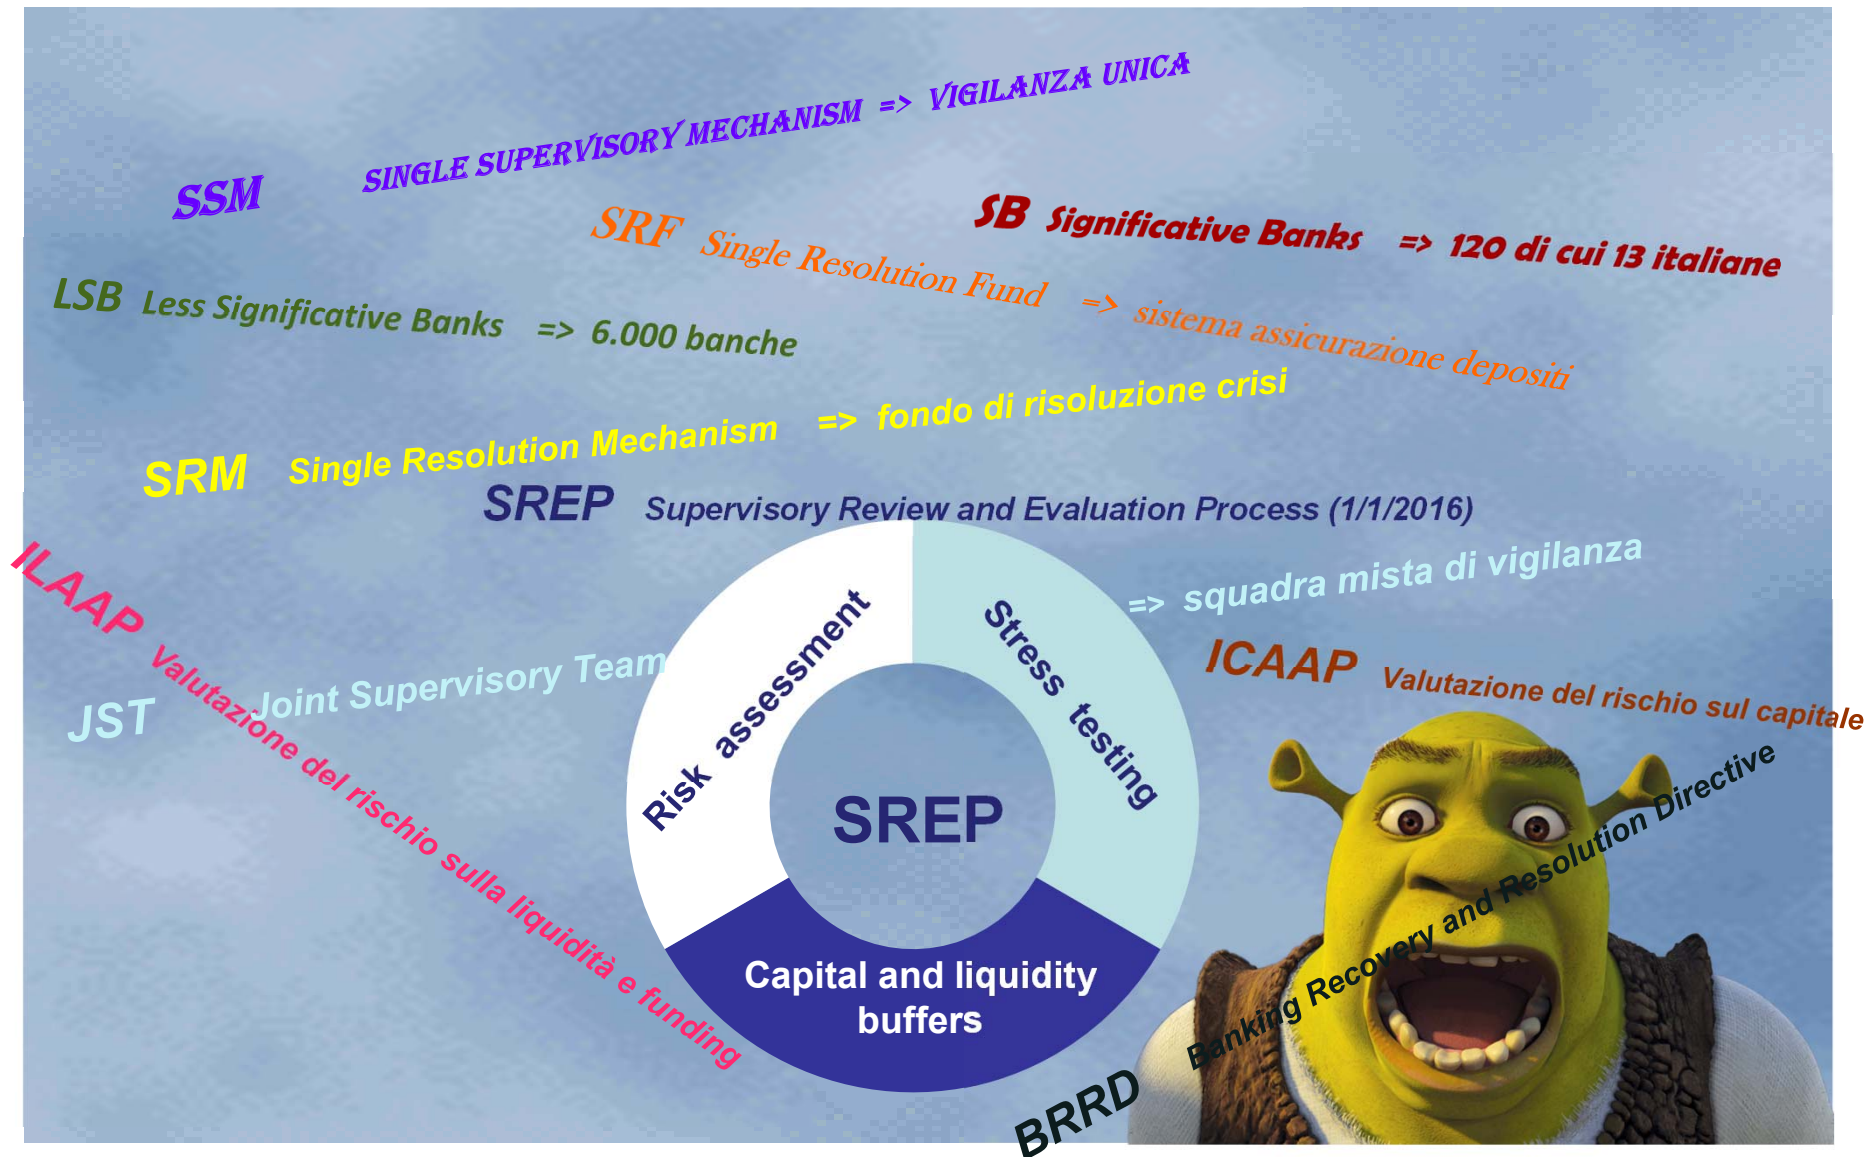 SSM SINGLE SUPERVISORY MECHANISM => VIGILANZA UNICA
SB Significative Banks => 120 di cui 13 italiane
SRF Single Resolution Fund => sistema assicurazione depositi
LSB Less Significative Banks => 6.000 banche
SRM Single Resolution Mechanism => fondo di risoluzione crisi
SREP Supervisory Review and Evaluation Process (1/1/2016)
ILAAP Valutazione del rischio sulla liquidità e funding
JST Joint Supervisory Team => squadra mista di vigilanza
ICAAP Valutazione del rischio sul capitale
Risk assessment
Stress testing
SREP
Capital and liquidity
buffers
BRRD Banking Recovery and Resolution Directive